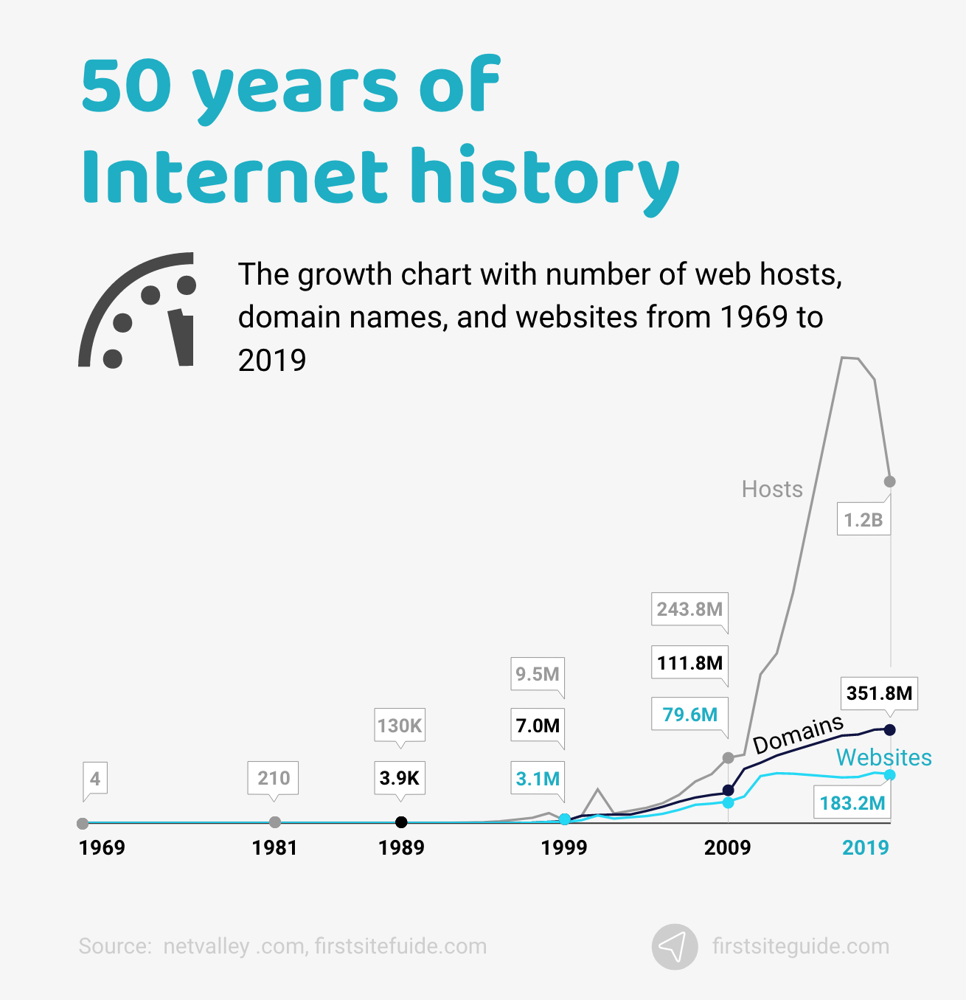 50 years of
Internet history
The growth chart with number of web hosts,
domain names, and websites from 1969 to
2019
Hosts
1.2B
243.8M
111.8M
79.6M
9.5M
7.0M
3.1M
130K
3.9K
210
4
351.8M
Domains
Websites
183.2M
1969 1981 1989 1999 2009 2019
Source: netvalley .com, firstsitefuide.com
firstsiteguide.com